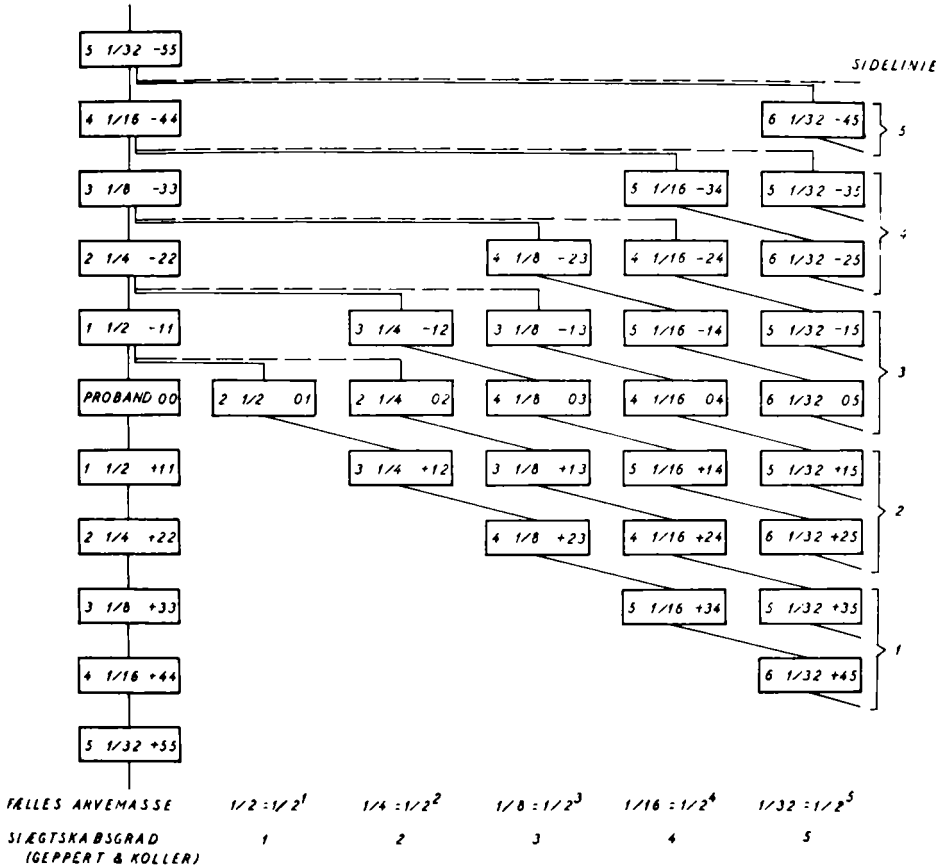 5 1/32 -55
SIDELINIE
4 1/16 -44 6 1/32 -45 5
3 1/8 -33 5 1/16 -34 5 1/32 -35
4
2 1/4 -22 4 1/8 -23 4 1/16 -24 6 1/32 -25
1 1/2 -11 3 1/4 -12 3 1/8 -13 5 1/16 -14 5 1/32 -15
3
PROBAND 00 2 1/2 01 2 1/4 02 4 1/8 03 4 1/16 04 6 1/32 05
1 1/2 +11 3 1/4 +12 3 1/8 +13 5 1/16 +14 5 1/32 +15
2
2 1/4 +22 4 1/8 +23 4 1/16 +24 6 1/32 +25
3 1/8 +33 5 1/16 +34 5 1/32 +35
1
4 1/16 +44 6 1/32 +45
5 1/32 +55
FÆLLES ARVEMASSE 1/2 = 1/2¹ 1/4 = 1/2² 1/8 = 1/2³ 1/16 = 1/2⁴ 1/32 = 1/2⁵
SLÆGTSKABSGRAD 1 2 3 4 5
(GEPPERT & KOLLER)